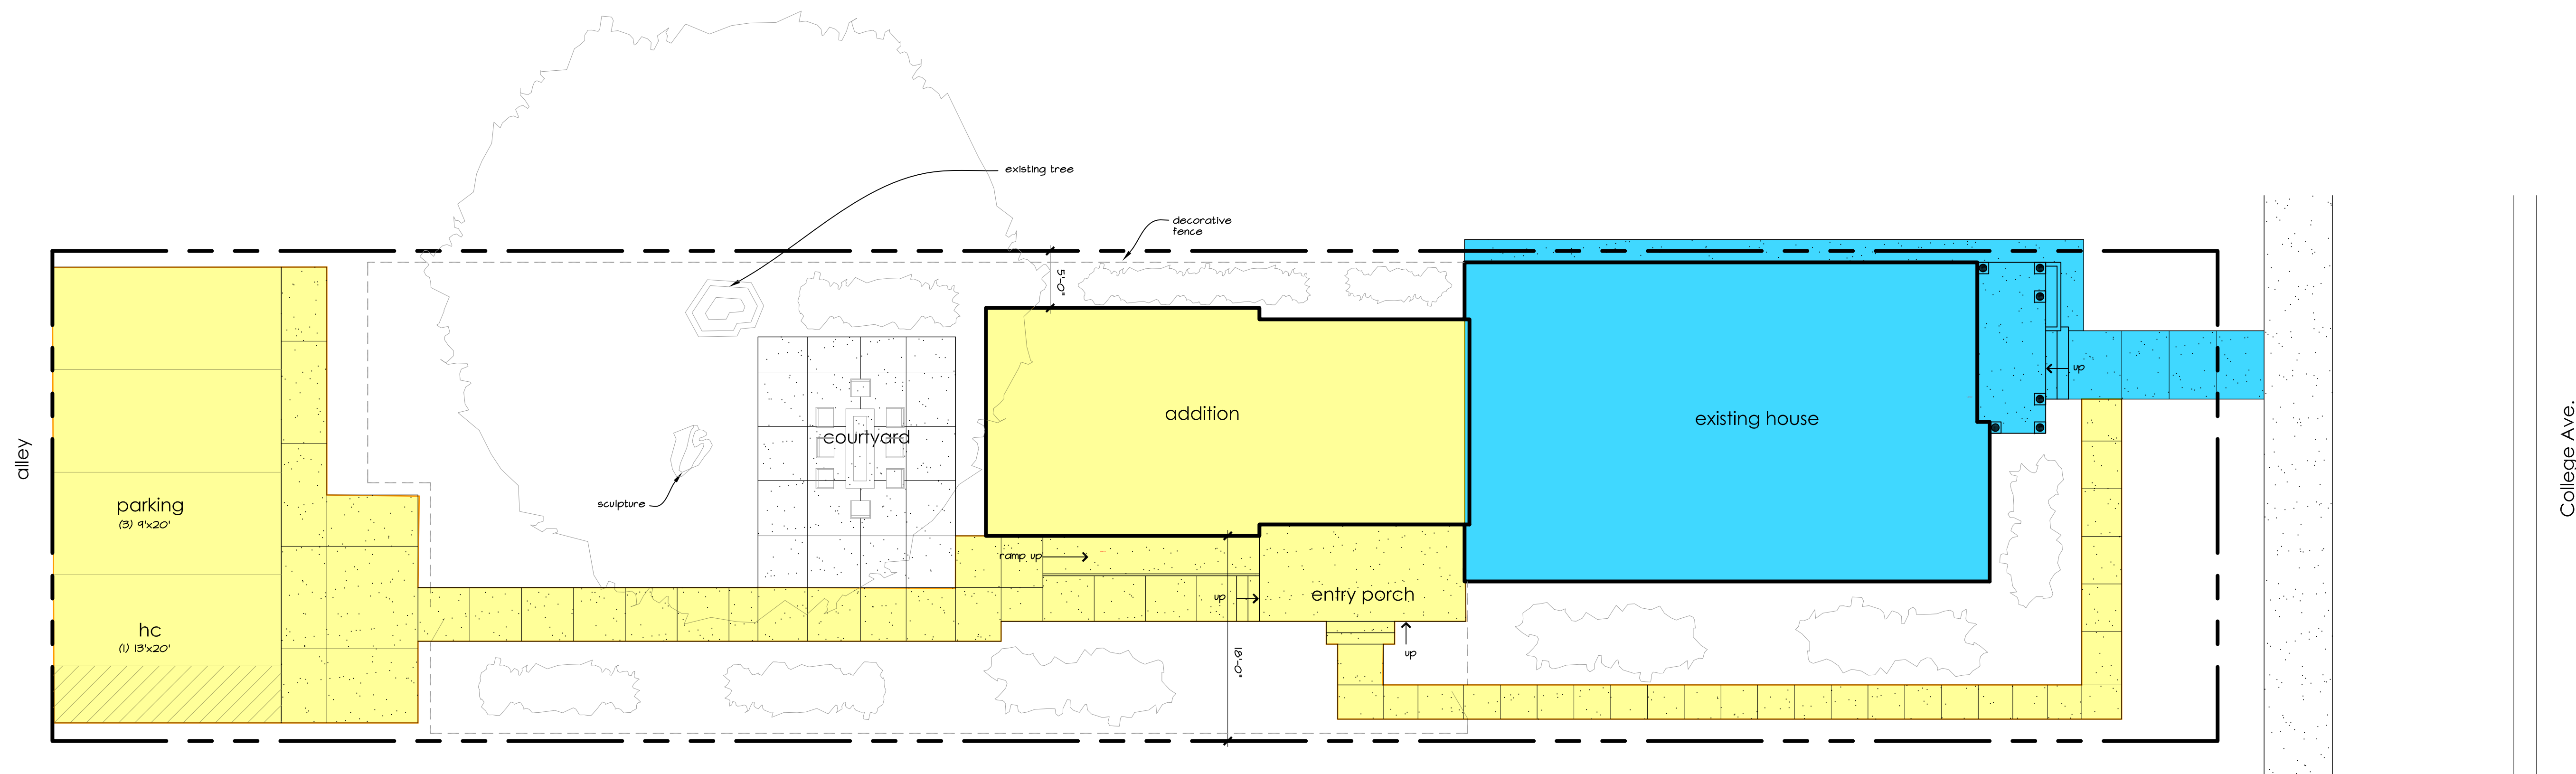 existing tree
decorative
fence
5'-0"
addition
existing house
up
College Ave.
alley
courtyard
sculpture
parking
(3) 9'x20'
ramp up
up
entry porch
hc
(1) 13'x20'
18'-0"
up